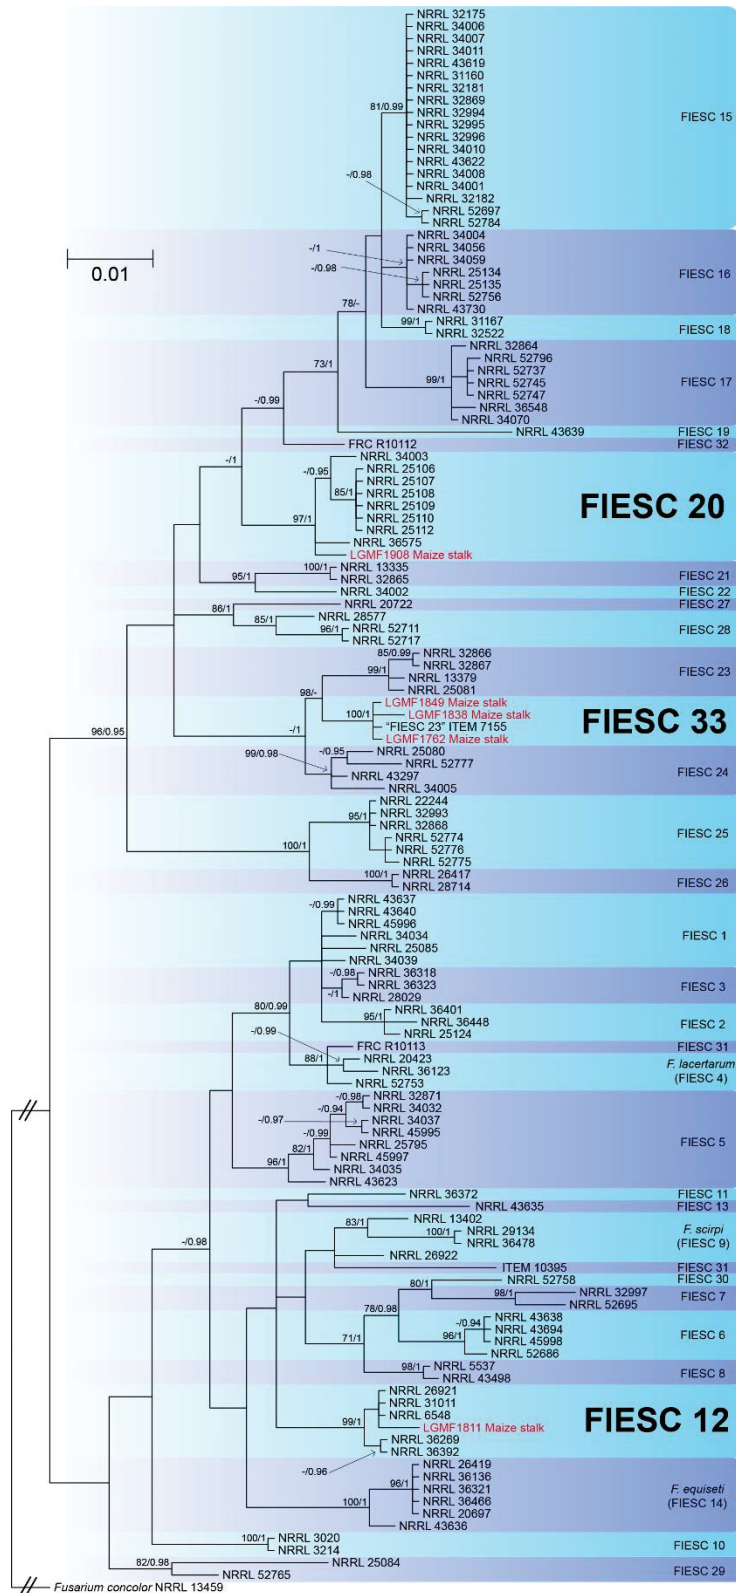 NRRL 32175
NRRL 34006
NRRL 34007
NRRL 34011
NRRL 43619
NRRL 31160
NRRL 32181
81/0.99
NRRL 32869
NRRL 32994
FIESC 15
NRRL 32995
NRRL 32996
NRRL 34010
NRRL 43622
NRRL 34008
-/0.98
NRRL 34001
NRRL 32182
NRRL 52697
NRRL 52784
NRRL 34004
-/1
NRRL 34056
NRRL 34059
0.01
-/0.98
NRRL 25134
FIESC 16
NRRL 25135
NRRL 52756
78/-
NRRL 43730
99/1
NRRL 31167
FIESC 18
NRRL 32522
NRRL 32864
73/1
NRRL 52796
NRRL 52737
99/1
NRRL 52745
FIESC 17
NRRL 52747
-/0.99
NRRL 36548
NRRL 34070
NRRL 43639
FIESC 19
FRC R10112
FIESC 32
-/1
NRRL 34003
-/0.95
NRRL 25106
NRRL 25107
85/1
NRRL 25108
FIESC 20
NRRL 25109
NRRL 25110
97/1
NRRL 25112
NRRL 36575
LGMF1908 Maize stalk
100/1
NRRL 13335
FIESC 21
95/1
NRRL 32865
NRRL 34002
FIESC 22
86/1
NRRL 20722
FIESC 27
85/1
NRRL 28577
96/1
NRRL 52711
FIESC 28
NRRL 52717
85/0.99
NRRL 32866
NRRL 32867
FIESC 23
99/1
NRRL 13379
98/-
NRRL 25081
LGMF1849 Maize stalk
100/1
LGMF1838 Maize stalk
FIESC 33
"FIESC 23" ITEM 7155
96/0.95
-/1
LGMF1762 Maize stalk
99/0.98
-/0.95
NRRL 25080
NRRL 52777
FIESC 24
NRRL 43297
NRRL 34005
NRRL 22244
95/1
NRRL 32993
NRRL 32868
FIESC 25
NRRL 52774
100/1
NRRL 52776
NRRL 52775
100/1
NRRL 26417
FIESC 26
NRRL 28714
-/0.99
NRRL 43637
NRRL 43640
NRRL 45996
FIESC 1
NRRL 34034
NRRL 25085
NRRL 34039
-/0.98
NRRL 36318
NRRL 36323
FIESC 3
-/1
NRRL 28029
80/0.99
NRRL 36401
95/1
NRRL 36448
FIESC 2
-/0.99
NRRL 25124
FRC R10113
FIESC 31
88/1
NRRL 20423
F. lacertarum
NRRL 36123
(FIESC 4)
NRRL 52753
-/0.98
NRRL 32871
-/0.94
NRRL 34032
-/0.97
NRRL 34037
-/0.99
NRRL 45995
FIESC 5
NRRL 25795
82/1
NRRL 45997
96/1
NRRL 34035
NRRL 43623
NRRL 36372
FIESC 11
NRRL 43635
FIESC 13
83/1
NRRL 13402
F. scirpi
100/1
NRRL 29134
(FIESC 9)
NRRL 36478
-/0.98
NRRL 26922
ITEM 10395
FIESC 31
80/1
NRRL 52758
FIESC 30
98/1
NRRL 32997
FIESC 7
78/0.98
NRRL 52695
-/0.94
NRRL 43638
NRRL 43694
FIESC 6
71/1
96/1
NRRL 45998
NRRL 52686
98/1
NRRL 5537
FIESC 8
NRRL 43498
NRRL 26921
NRRL 31011
99/1
NRRL 6548
FIESC 12
LGMF1811 Maize stalk
NRRL 36269
NRRL 36392
-/0.96
NRRL 26419
96/1
NRRL 36136
NRRL 36321
F. equiseti
NRRL 36466
(FIESC 14)
100/1
NRRL 20697
NRRL 43636
100/1
NRRL 3020
FIESC 10
NRRL 3214
82/0.98
NRRL 25084
FIESC 29
NRRL 52765
Fusarium concolor NRRL 13459